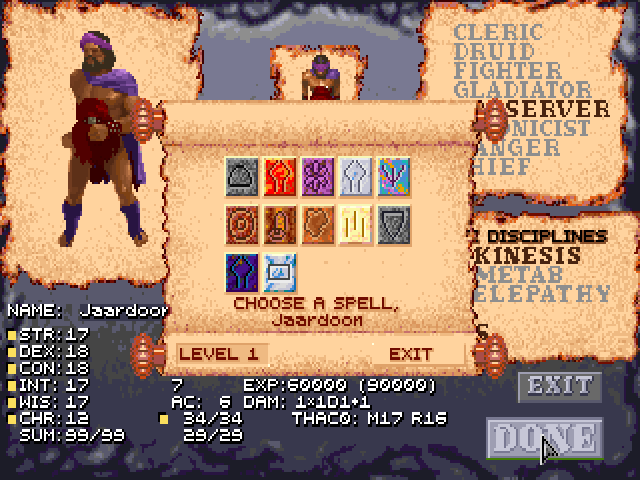 CLERIC
DRUID
FIGHTER
GLADIATOR
SERVER
ONICIST
ANGER
HIEF
DISCIPLINES
KINESIS
METAB
ELEPATHY
S
CHOOSE A SPELL,
Jaardoon
LEVEL 1
EXIT
NAME: Jaardoon
STR:17
DEX:18
CON:18
INT:17
WIS:17
CHR:12
SUM:99/99
7 EXP:60000 (90000)
AC: 6 DAM: 1×1D1+1
34/34 THAC0: M17 R16
29/29
EXIT
DONE